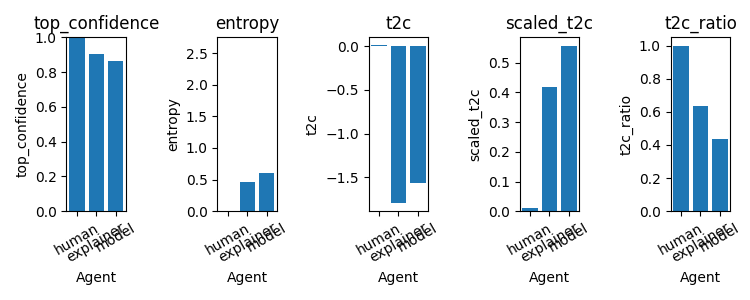 top_confidence
entropy
t2c
scaled_t2c
t2c_ratio
top_confidence
1.0
0.8
0.6
0.4
0.2
0.0
human
explainer
model
Agent
entropy
2.5
2.0
1.5
1.0
0.5
0.0
human
explainer
model
Agent
t2c
0.0
−0.5
−1.0
−1.5
human
explainer
model
Agent
scaled_t2c
0.5
0.4
0.3
0.2
0.1
0.0
human
explainer
model
Agent
t2c_ratio
1.0
0.8
0.6
0.4
0.2
0.0
human
explainer
model
Agent